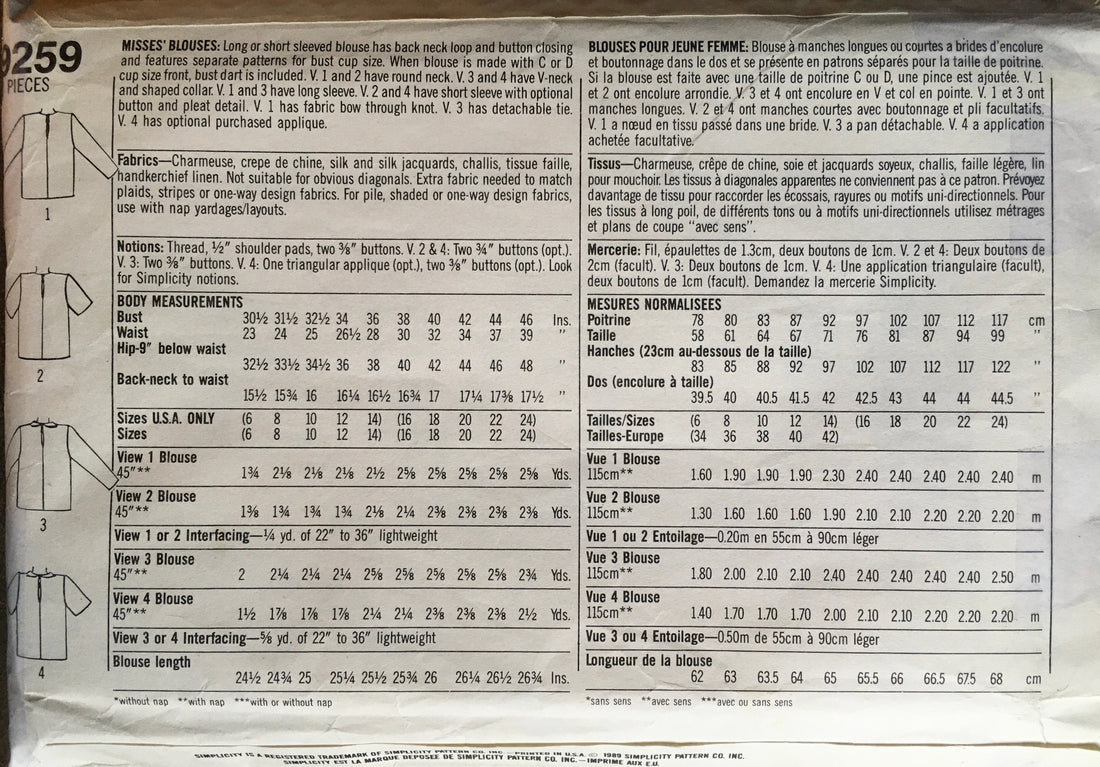 9259
PIECES
1
2
3
4
MISSES' BLOUSES: Long or short sleeved blouse has back neck loop and button closing
and features separate patterns for bust cup size. When blouse is made with C or D
cup size front, bust dart is included. V. 1 and 2 have round neck. V. 3 and 4 have V-neck
and shaped collar. V. 1 and 3 have long sleeve. V. 2 and 4 have short sleeve with optional
button and pleat detail. V. 1 has fabric bow through knot. V. 3 has detachable tie.
V. 4 has optional purchased applique.
Fabrics—Charmeuse, crepe de chine, silk and silk jacquards, challis, tissue faille,
handkerchief linen. Not suitable for obvious diagonals. Extra fabric needed to match
plaids, stripes or one-way design fabrics. For pile, shaded or one-way design fabrics,
use with nap yardages/layouts.
Notions: Thread, ½" shoulder pads, two ⅜" buttons. V. 2 & 4: Two ¾" buttons (opt.).
V. 3: Two ⅜" buttons. V. 4: One triangular applique (opt.), two ⅜" buttons (opt.). Look
for Simplicity notions.
BODY MEASUREMENTS
Bust 30½ 31½ 32½ 34 36 38 40 42 44 46 Ins.
Waist 23 24 25 26½ 28 30 32 34 37 39 "
Hip-9" below waist
32½ 33½ 34½ 36 38 40 42 44 46 48 "
Back-neck to waist
15½ 15¾ 16 16¼ 16½ 16¾ 17 17¼ 17⅜ 17½ "
Sizes U.S.A. ONLY (6 8 10 12 14) (16 18 20 22 24)
Sizes (6 8 10 12 14) (16 18 20 22 24)
View 1 Blouse
45"** 1¾ 2⅛ 2⅛ 2⅛ 2½ 2⅝ 2⅝ 2⅝ 2⅝ 2⅝ Yds.
View 2 Blouse
45"** 1⅜ 1¾ 1¾ 1¾ 2⅛ 2¼ 2⅜ 2⅜ 2⅜ 2⅜ Yds.
View 1 or 2 Interfacing—¼ yd. of 22" to 36" lightweight
View 3 Blouse
45"** 2 2¼ 2¼ 2¼ 2⅝ 2⅝ 2⅝ 2⅝ 2⅝ 2¾ Yds.
View 4 Blouse
45"** 1½ 1⅞ 1⅞ 1⅞ 2¼ 2¼ 2⅜ 2⅜ 2⅜ 2½ Yds.
View 3 or 4 Interfacing—⅝ yd. of 22" to 36" lightweight
Blouse length
24½ 24¾ 25 25¼ 25½ 25¾ 26 26¼ 26½ 26¾ Ins.
*without nap **with nap ***with or without nap
BLOUSES POUR JEUNE FEMME: Blouse à manches longues ou courtes a brides d'encolure
et boutonnage dans le dos et se présente en patrons séparés pour la taille de poitrine.
Si la blouse est faite avec une taille de poitrine C ou D, une pince est ajoutée. V. 1
et 2 ont encolure arrondie. V. 3 et 4 ont encolure en V et col en pointe. V. 1 et 3 ont
manches longues. V. 2 et 4 ont manches courtes avec boutonnage et pli facultatifs.
V. 1 a nœud en tissu passé dans une bride. V. 3 a pan détachable. V. 4 a application
achetée facultative.
Tissus—Charmeuse, crêpe de chine, soie et jacquards soyeux, challis, faille légère, lin
pour mouchoir. Les tissus à diagonales apparentes ne conviennent pas à ce patron. Prévoyez
davantage de tissu pour raccorder les écossais, rayures ou motifs uni-directionnels. Pour
les tissus à long poil, de différents tons ou à motifs uni-directionnels utilisez métrages
et plans de coupe "avec sens".
Mercerie: Fil, épaulettes de 1.3cm, deux boutons de 1cm. V. 2 et 4: Deux boutons de
2cm (facult). V. 3: Deux boutons de 1cm. V. 4: Une application triangulaire (facult),
deux boutons de 1cm (facult). Demandez la mercerie Simplicity.
MESURES NORMALISEES
Poitrine 78 80 83 87 92 97 102 107 112 117 cm
Taille 58 61 64 67 71 76 81 87 94 99 "
Hanches (23cm au-dessous de la taille)
83 85 88 92 97 102 107 112 117 122 "
Dos (encolure à taille)
39.5 40 40.5 41.5 42 42.5 43 44 44 44.5 "
Tailles/Sizes (6 8 10 12 14) (16 18 20 22 24)
Tailles-Europe (34 36 38 40 42)
Vue 1 Blouse
115cm** 1.60 1.90 1.90 1.90 2.30 2.40 2.40 2.40 2.40 2.40 m
Vue 2 Blouse
115cm** 1.30 1.60 1.60 1.60 1.90 2.10 2.10 2.20 2.20 2.20 m
Vue 1 ou 2 Entoilage—0.20m en 55cm à 90cm léger
Vue 3 Blouse
115cm** 1.80 2.00 2.10 2.10 2.40 2.40 2.40 2.40 2.40 2.50 m
Vue 4 Blouse
115cm** 1.40 1.70 1.70 1.70 2.00 2.10 2.10 2.20 2.20 2.20 m
Vue 3 ou 4 Entoilage—0.50m de 55cm à 90cm léger
Longueur de la blouse
62 63 63.5 64 65 65.5 66 66.5 67.5 68 cm
*sans sens **avec sens ***avec ou sans sens
SIMPLICITY IS A REGISTERED TRADEMARK OF SIMPLICITY PATTERN CO. INC — PRINTED IN U.S.A. © 1989 SIMPLICITY PATTERN CO. INC.
SIMPLICITY EST LA MARQUE DEPOSEE DE SIMPLICITY PATTERN CO. INC.—IMPRIME AUX E.U.